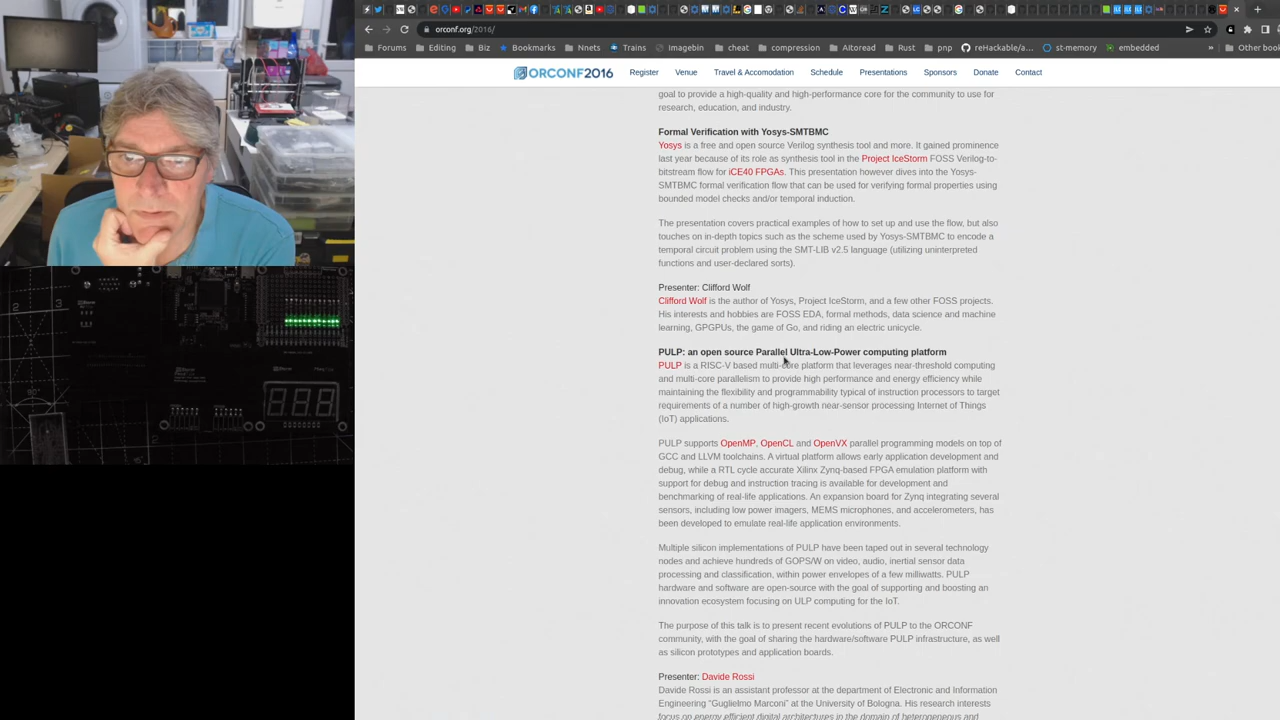 orconf.org/2016/
Forums Editing Biz Bookmarks Nnets Trains imagebin cheat compression AItoread Rust pnp reHackable/a... st-memory embedded Other book
ORCONF2016 Register Venue Travel & Accomodation Schedule Presentations Sponsors Donate Contact
goal to provide a high-quality and high-performance core for the community to use for
research, education, and industry.
Formal Verification with Yosys-SMTBMC
Yosys is a free and open source Verilog synthesis tool and more. It gained prominence
last year because of its role as synthesis tool in the Project IceStorm FOSS Verilog-to-
bitstream flow for iCE40 FPGAs. This presentation however dives into the Yosys-
SMTBMC formal verification flow that can be used for verifying formal properties using
bounded model checks and/or temporal induction.
The presentation covers practical examples of how to set up and use the flow, but also
touches on in-depth topics such as the scheme used by Yosys-SMTBMC to encode a
temporal circuit problem using the SMT-LIB v2.5 language (utilizing uninterpreted
functions and user-declared sorts).
Presenter: Clifford Wolf
Clifford Wolf is the author of Yosys, Project IceStorm, and a few other FOSS projects.
His interests and hobbies are FOSS EDA, formal methods, data science and machine
learning, GPGPUs, the game of Go, and riding an electric unicycle.
PULP: an open source Parallel Ultra-Low-Power computing platform
PULP is a RISC-V based multi-core platform that leverages near-threshold computing
and multi-core parallelism to provide high performance and energy efficiency while
maintaining the flexibility and programmability typical of instruction processors to target
requirements of a number of high-growth near-sensor processing Internet of Things
(IoT) applications.
PULP supports OpenMP, OpenCL and OpenVX parallel programming models on top of
GCC and LLVM toolchains. A virtual platform allows early application development and
debug, while a RTL cycle accurate Xilinx Zynq-based FPGA emulation platform with
support for debug and instruction tracing is available for development and
benchmarking of real-life applications. An expansion board for Zynq integrating several
sensors, including low power imagers, MEMS microphones, and accelerometers, has
been developed to emulate real-life application environments.
Multiple silicon implementations of PULP have been taped out in several technology
nodes and achieve hundreds of GOPS/W on video, audio, inertial sensor data
processing and classification, within power envelopes of a few milliwatts. PULP
hardware and software are open-source with the goal of supporting and boosting an
innovation ecosystem focusing on ULP computing for the IoT.
The purpose of this talk is to present recent evolutions of PULP to the ORCONF
community, with the goal of sharing the hardware/software PULP infrastructure, as well
as silicon prototypes and application boards.
Presenter: Davide Rossi
Davide Rossi is an assistant professor at the department of Electronic and Information
Engineering “Guglielmo Marconi” at the University of Bologna. His research interests
focus on energy efficient digital architectures in the domain of heterogeneous and